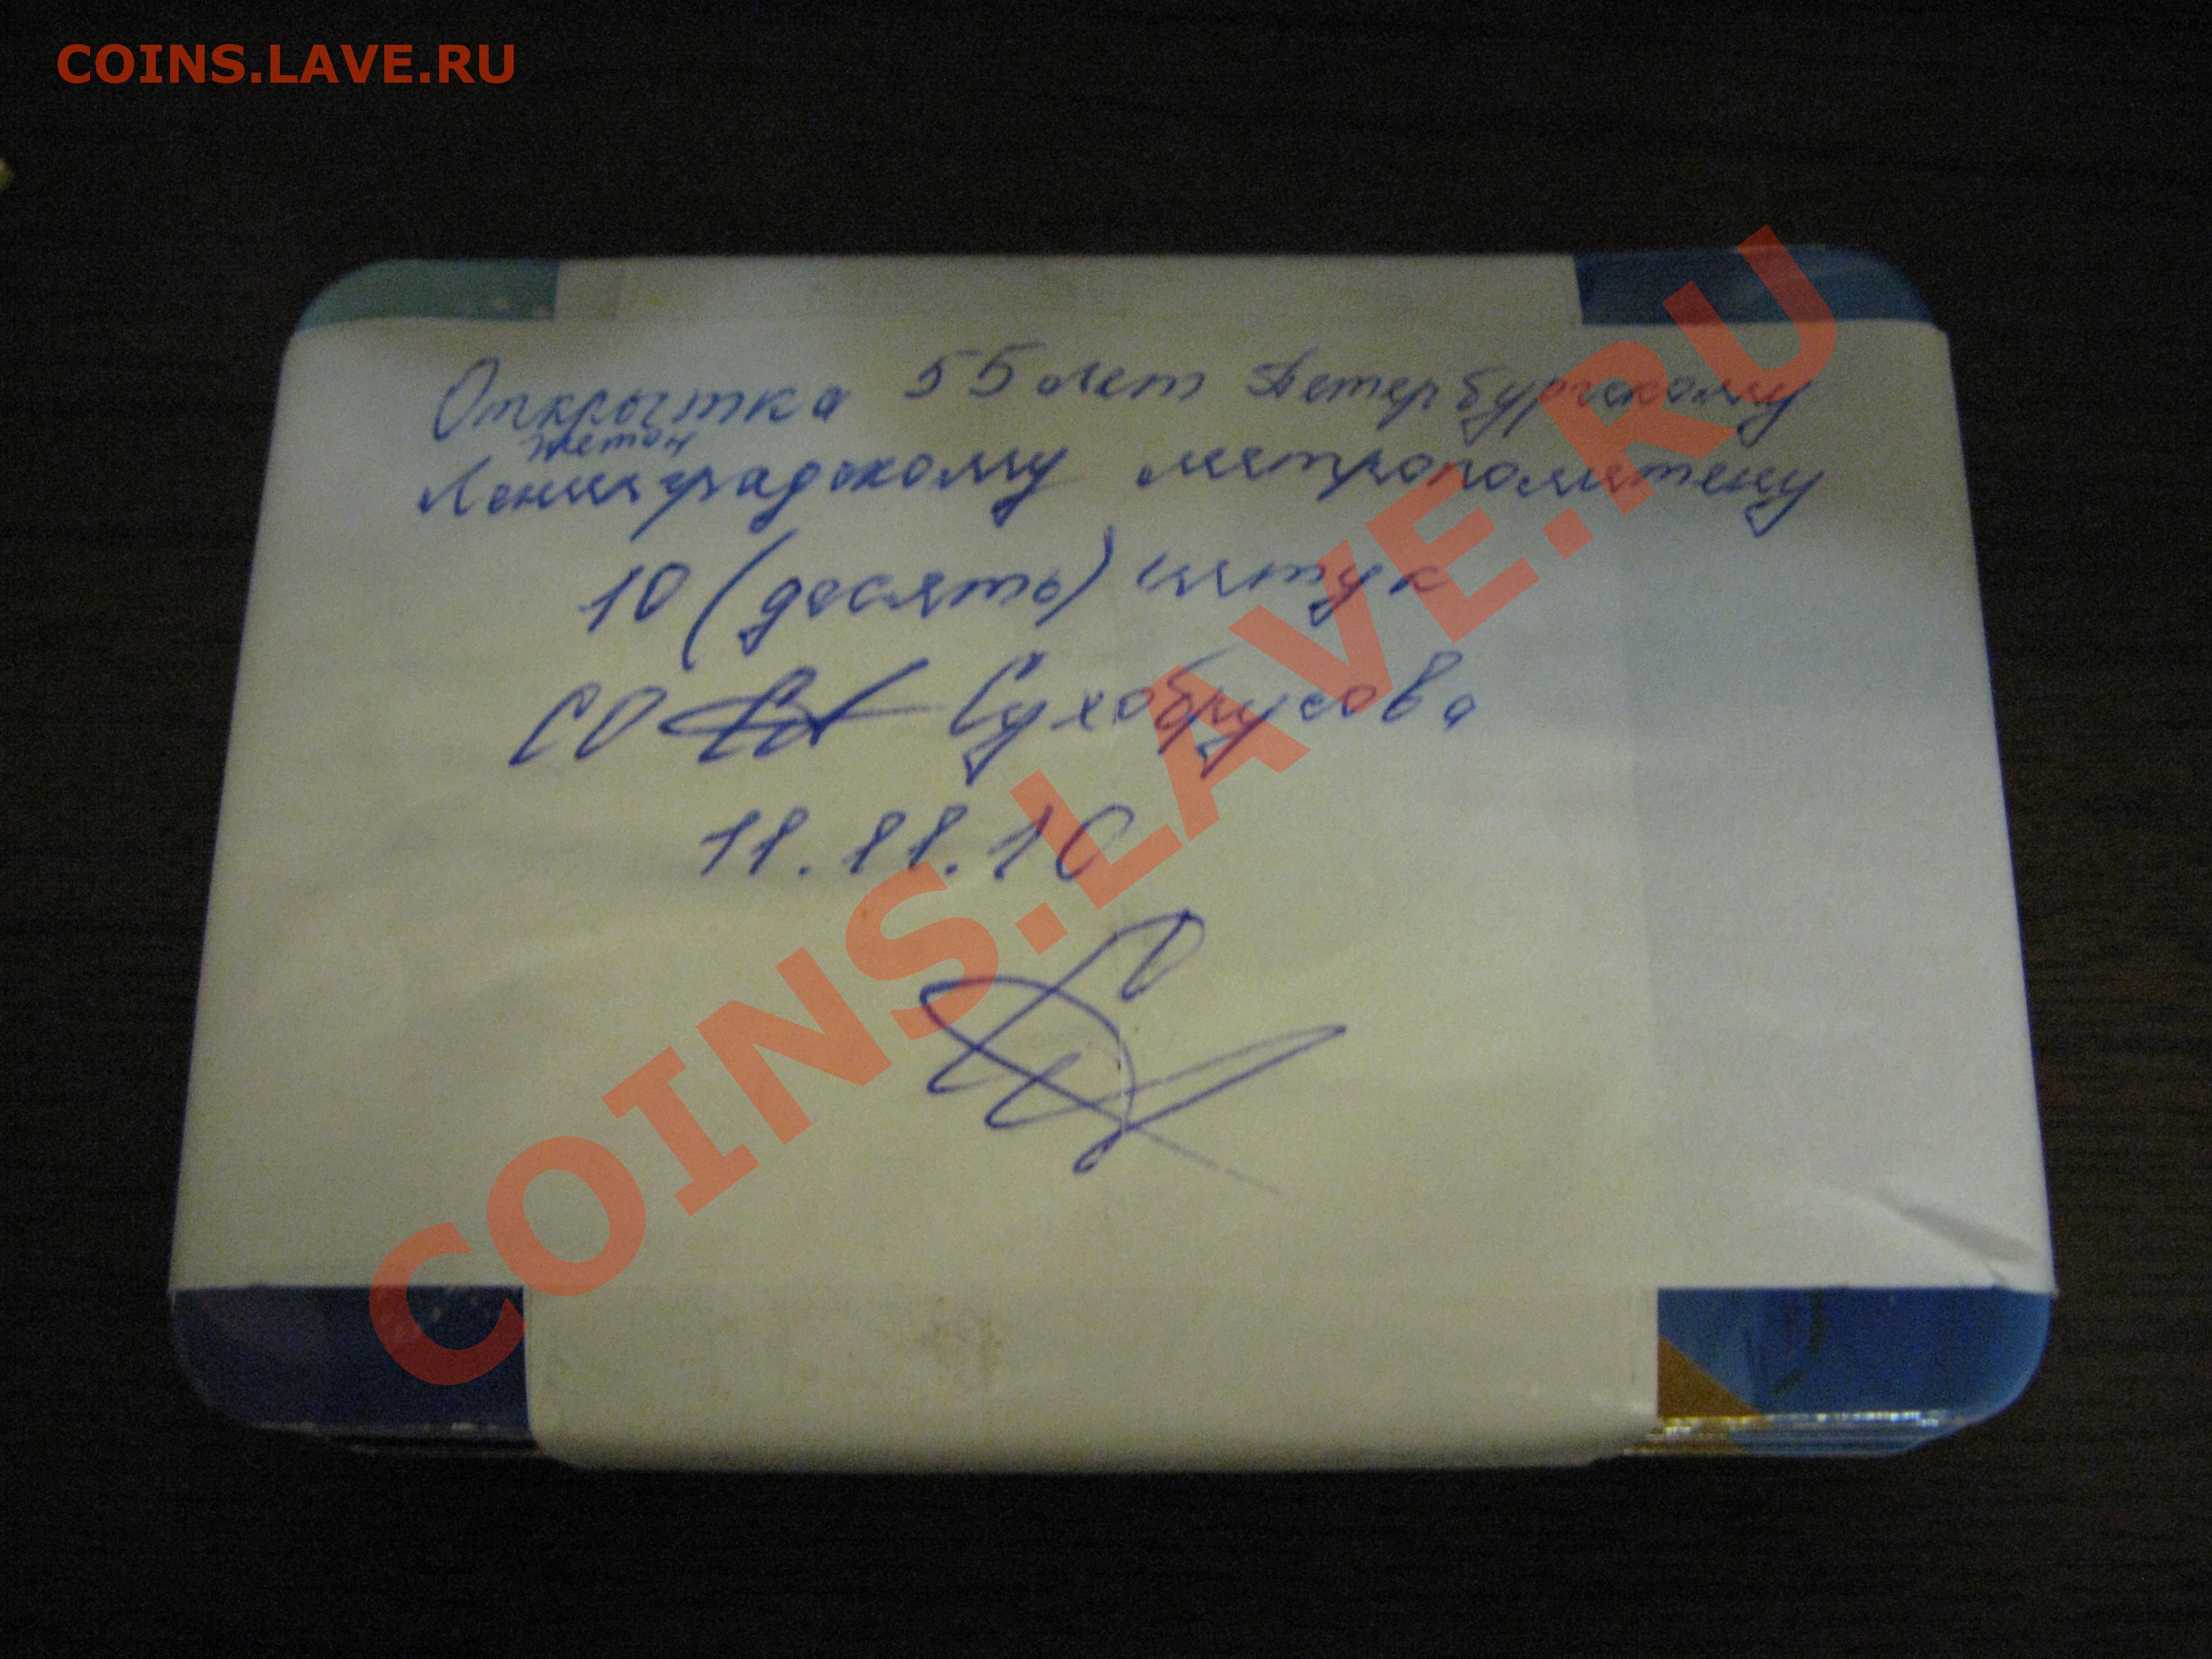 COINS.LAVE.RU
Открытка 55 лет Петербургскому
жетон
Ленинградскому метрополитену
10 (десять) штук
СО Сухобрусова
11.11.10
COINS.LAVE.RU